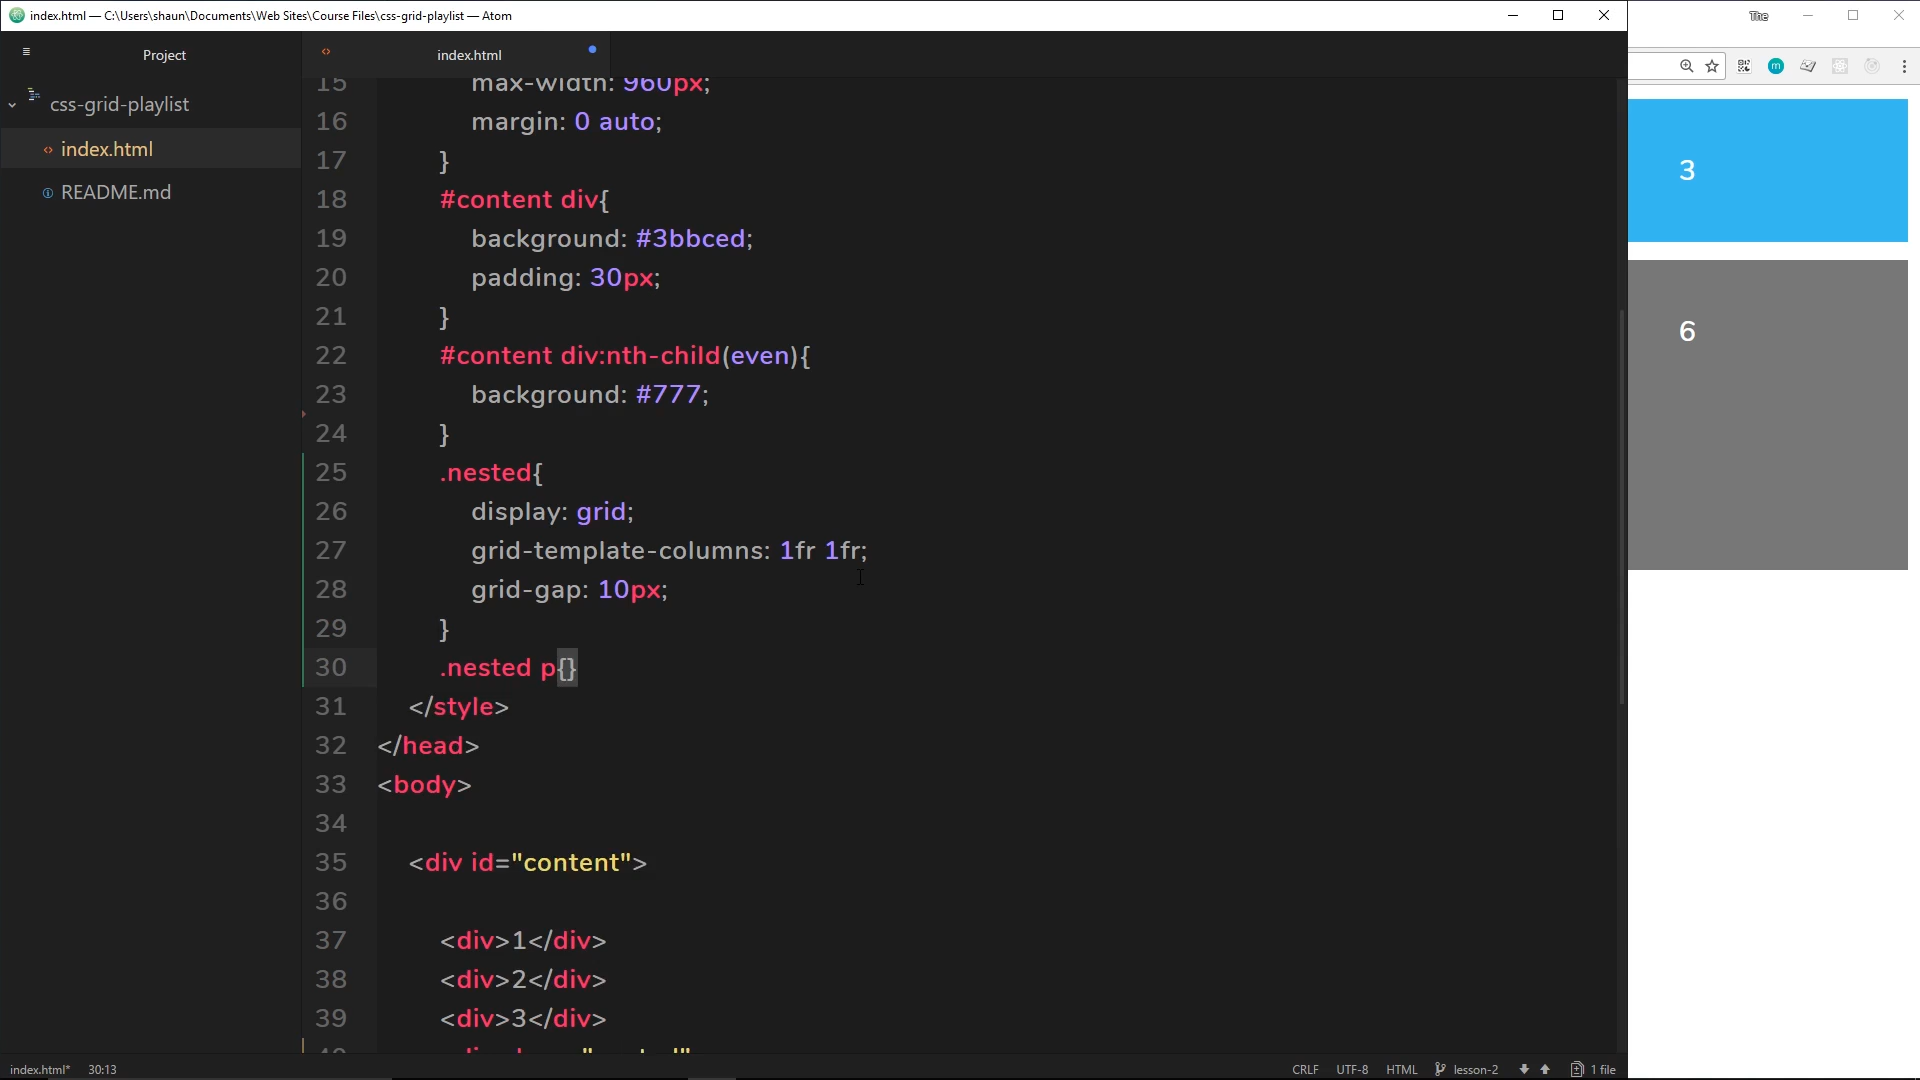 index.html — C:\Users\shaun\Documents\Web Sites\Course Files\css-grid-playlist — Atom
The
Project
index.html
css-grid-playlist
index.html
README.md
15 max-width: 960px;
16 margin: 0 auto;
17 }
18 #content div{
19 background: #3bbced;
20 padding: 30px;
21 }
22 #content div:nth-child(even){
23 background: #777;
24 }
25 .nested{
26 display: grid;
27 grid-template-columns: 1fr 1fr;
28 grid-gap: 10px;
29 }
30 .nested p{}
31 </style>
32 </head>
33 <body>
34
35 <div id="content">
36
37 <div>1</div>
38 <div>2</div>
39 <div>3</div>
3
6
index.html* 30:13
CRLF UTF-8 HTML lesson-2 1 file